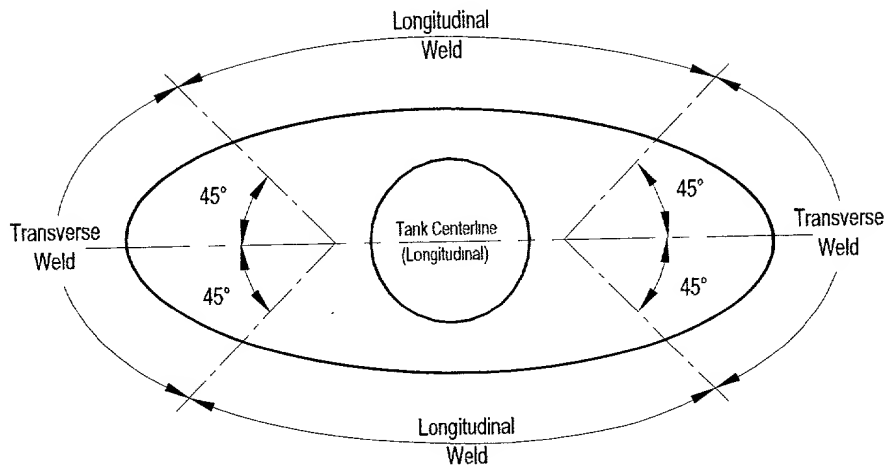 Longitudinal
Weld
45°
45°
Transverse
Weld
Tank Centerline
(Longitudinal)
Transverse
Weld
45°
45°
Longitudinal
Weld